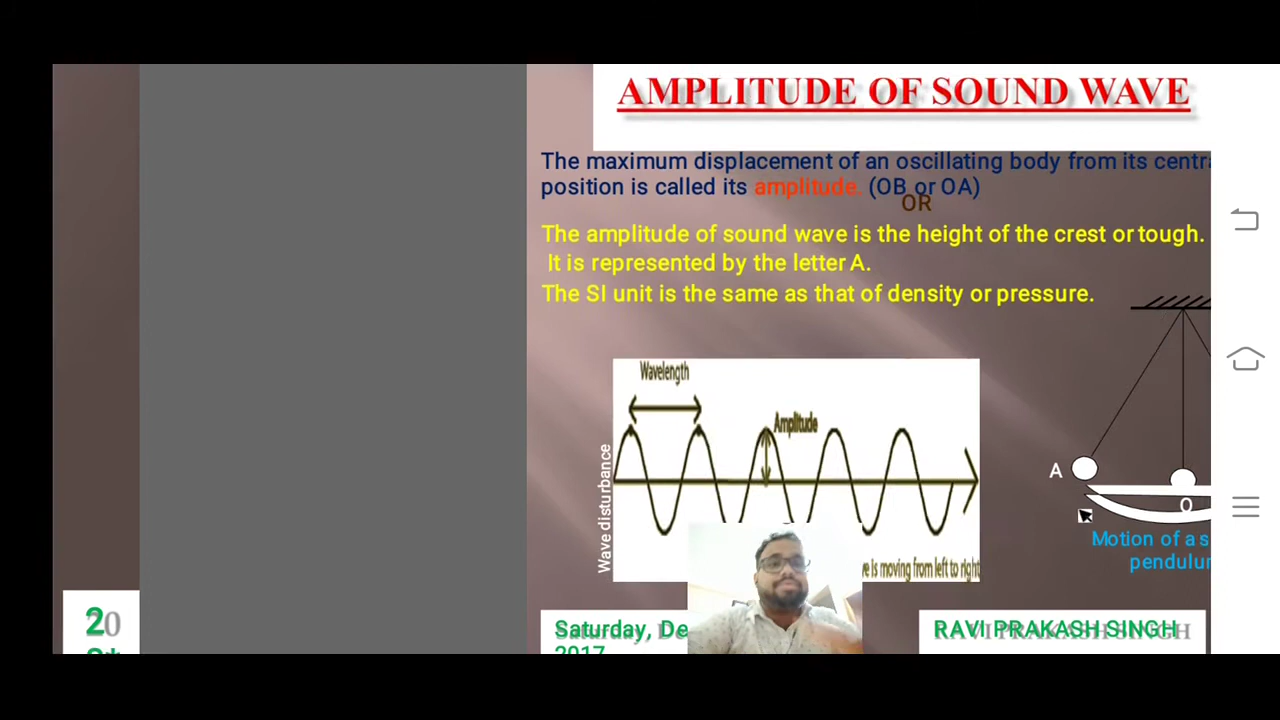 AMPLITUDE OF SOUND WAVE
The maximum displacement of an oscillating body from its centr
position is called its amplitude. (OB or OA)
OR
The amplitude of sound wave is the height of the crest or tough.
It is represented by the letter A.
The SI unit is the same as that of density or pressure.
Wavelength
Amplitude
Wave disturbance
A
O
is moving from left to right
Motion of a s
pendulu
20
Saturday, De
2017
RAVI PRAKASH SINGH